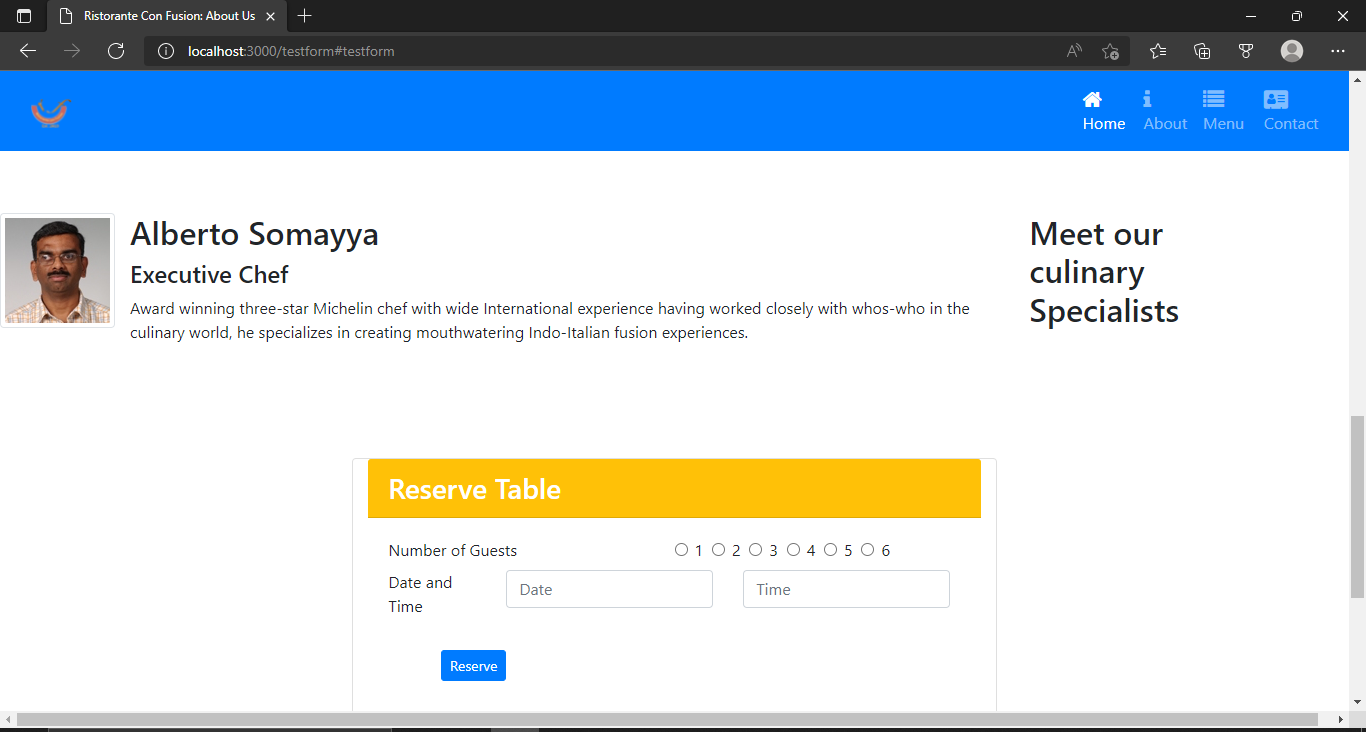 Ristorante Con Fusion: About Us
localhost:3000/testform#testform
Home About Menu Contact
Alberto Somayya
Executive Chef
Award winning three-star Michelin chef with wide International experience having worked closely with whos-who in the
culinary world, he specializes in creating mouthwatering Indo-Italian fusion experiences.
Meet our
culinary
Specialists
Reserve Table
Number of Guests 1 2 3 4 5 6
Date and
Time
Date Time
Reserve